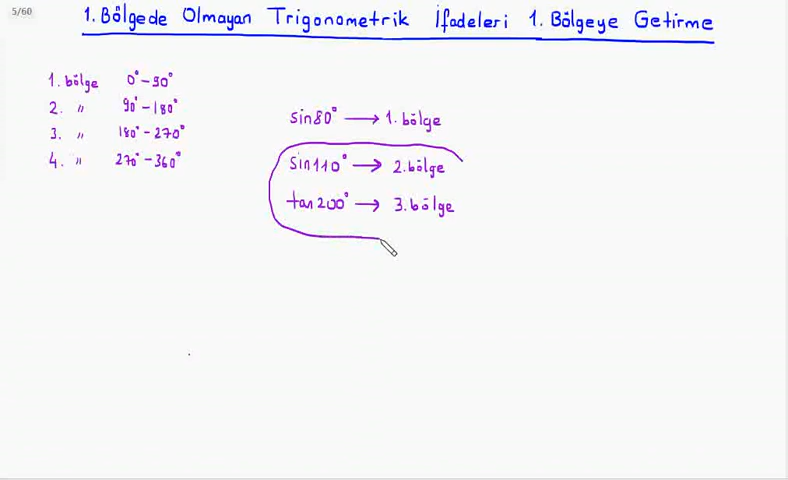 5/60
1. Bölgede Olmayan Trigonometrik İfadeleri 1. Bölgeye Getirme
1. bölge 0° - 90°
2. " 90° - 180°
3. " 180° - 270°
4. " 270° - 360°
sin80° → 1. bölge
sin110° → 2. bölge
tan200° → 3. bölge